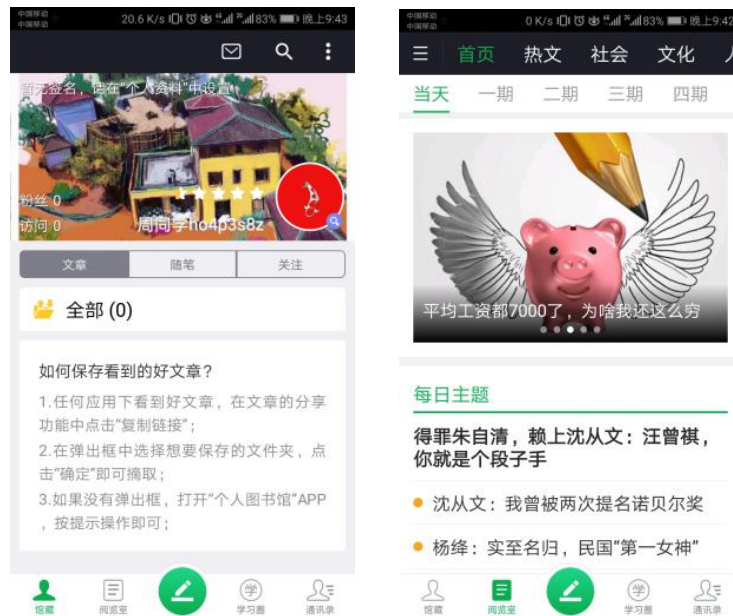 中国移动
中国移动
20.6 K/s
83%
晚上9:43
暂无签名，请在“个人资料”中设置
粉丝 0
访问 0
周同学ho4p3s8z
文章
随笔
关注
全部 (0)
如何保存看到的好文章？
1.任何应用下看到好文章，在文章的分享
功能中点击“复制链接”；
2.在弹出框中选择想要保存的文件夹，点
击“确定”即可摘取；
3.如果没有弹出框，打开“个人图书馆”APP
，按提示操作即可；
馆藏
阅览室
学
学习圈
通讯录
中国移动
中国移动
0 K/s
83%
晚上9:42
首页
热文
社会
文化
当天
一期
二期
三期
四期
平均工资都7000了，为啥我还这么穷
每日主题
得罪朱自清，赖上沈从文：汪曾祺，
你就是个段子手
沈从文：我曾被两次提名诺贝尔奖
杨绛：实至名归，民国“第一女神”
馆藏
阅览室
学
学习圈
通讯录